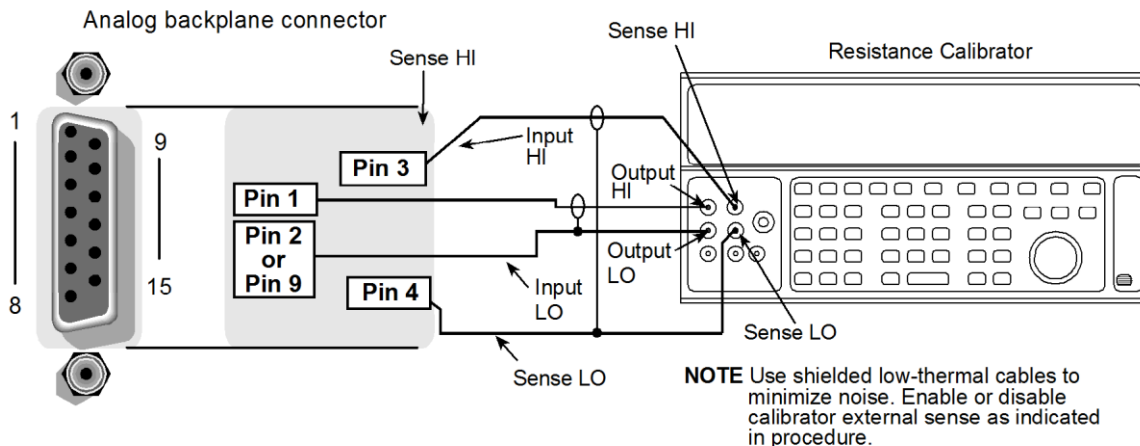 Analog backplane connector
Sense HI
Sense HI
Resistance Calibrator
1
9
8
15
Pin 3
Input
HI
Pin 1
Pin 2
or
Pin 9
Pin 4
Output
HI
Output
LO
Input
LO
Sense LO
Sense LO
NOTE Use shielded low-thermal cables to
minimize noise. Enable or disable
calibrator external sense as indicated
in procedure.